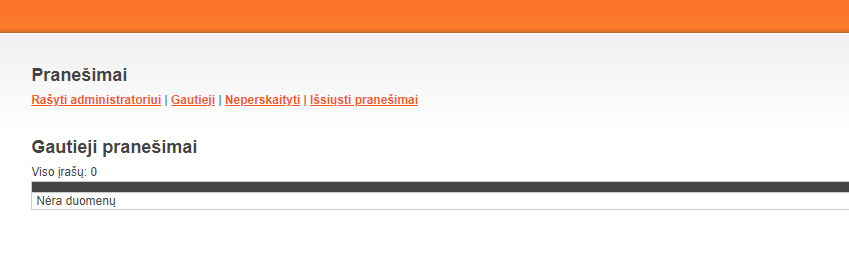 Pranešimai
Rašyti administratoriui | Gautieji | Neperskaityti | Išsiųsti pranešimai
Gautieji pranešimai
Viso įrašų: 0
Nėra duomenų